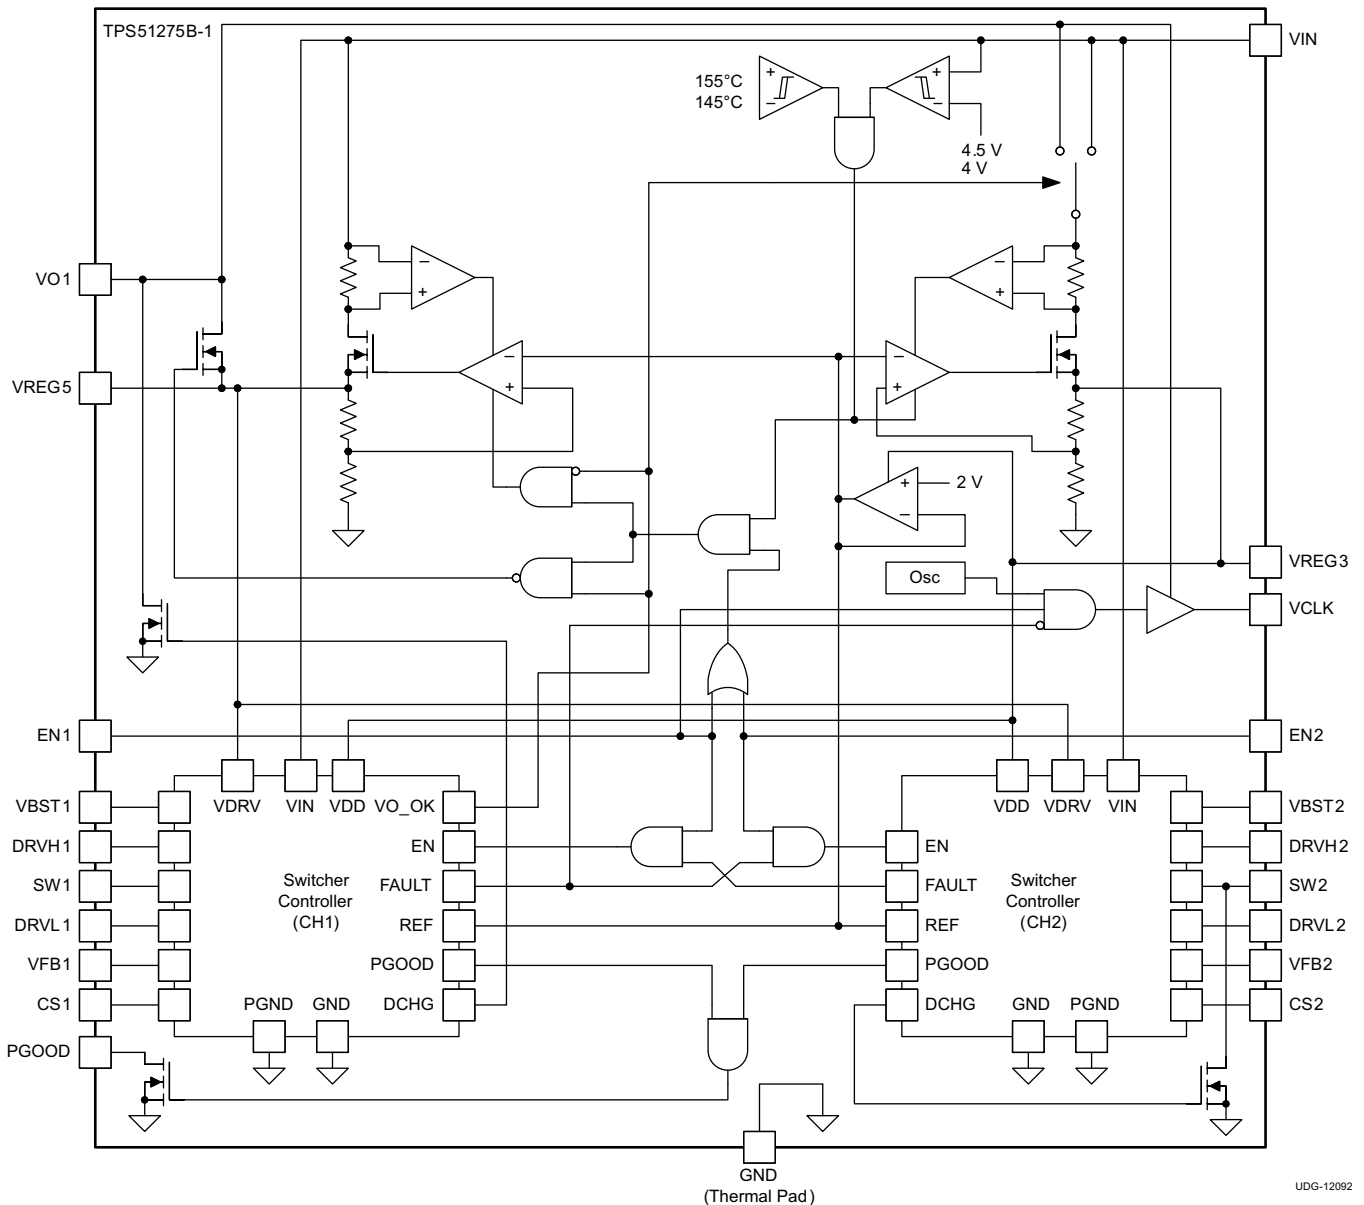 TPS51275B-1
VIN
155°C
145°C
+
−
+
−
4.5 V
4 V
VO1
−
+
−
+
VREG5
−
+
−
+
+
−
2 V
VREG3
Osc
VCLK
EN1
EN2
VDRV
VIN
VDD
VO_OK
VDD
VDRV
VIN
VBST1
VBST2
DRVH1
EN
EN
DRVH2
SW1
Switcher
Controller
(CH1)
FAULT
FAULT
Switcher
Controller
(CH2)
SW2
DRVL1
REF
REF
DRVL2
VFB1
PGOOD
PGOOD
VFB2
CS1
PGND
GND
DCHG
DCHG
GND
PGND
CS2
PGOOD
GND
(Thermal Pad)
UDG-12092